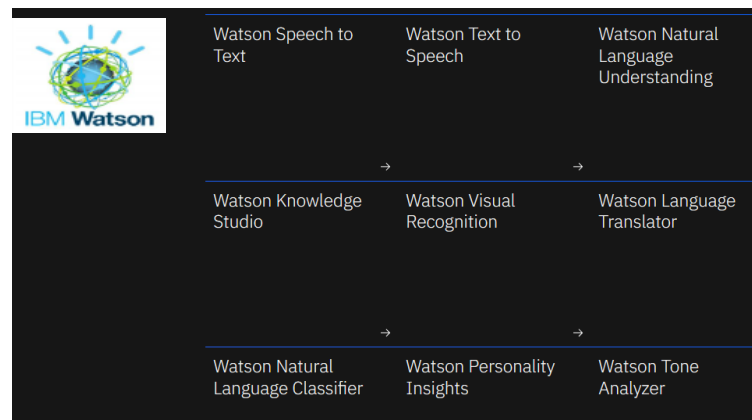 IBM Watson
Watson Speech to
Text
Watson Text to
Speech
Watson Natural
Language
Understanding
→
→
Watson Knowledge
Studio
Watson Visual
Recognition
Watson Language
Translator
→
→
Watson Natural
Language Classifier
Watson Personality
Insights
Watson Tone
Analyzer